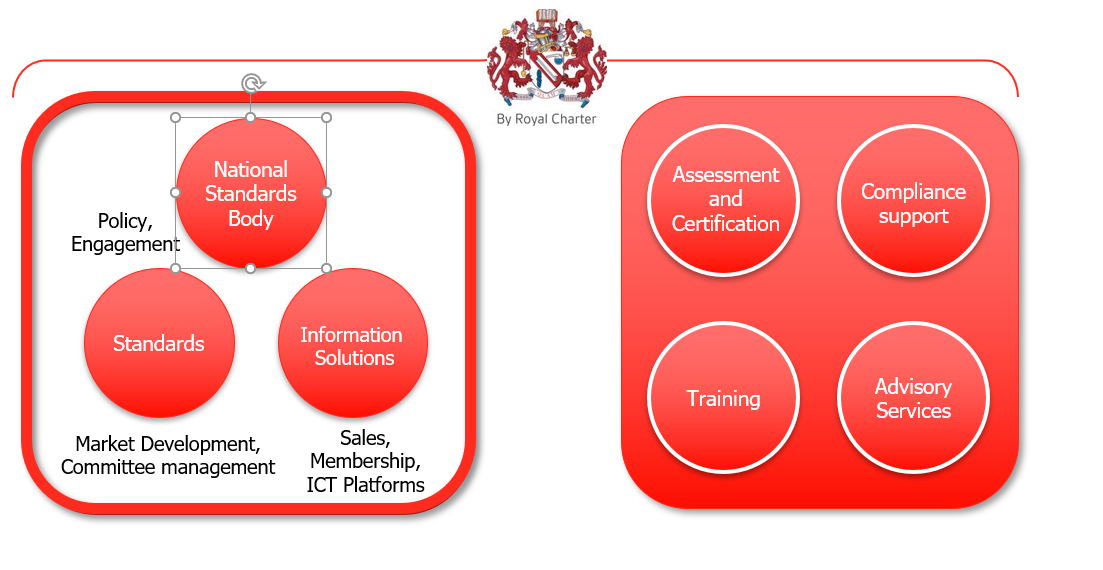 By Royal Charter
National
Standards
Body
Policy,
Engagement
Standards
Information
Solutions
Market Development,
Committee management
Sales,
Membership,
ICT Platforms
Assessment
and
Certification
Compliance
support
Training
Advisory
Services